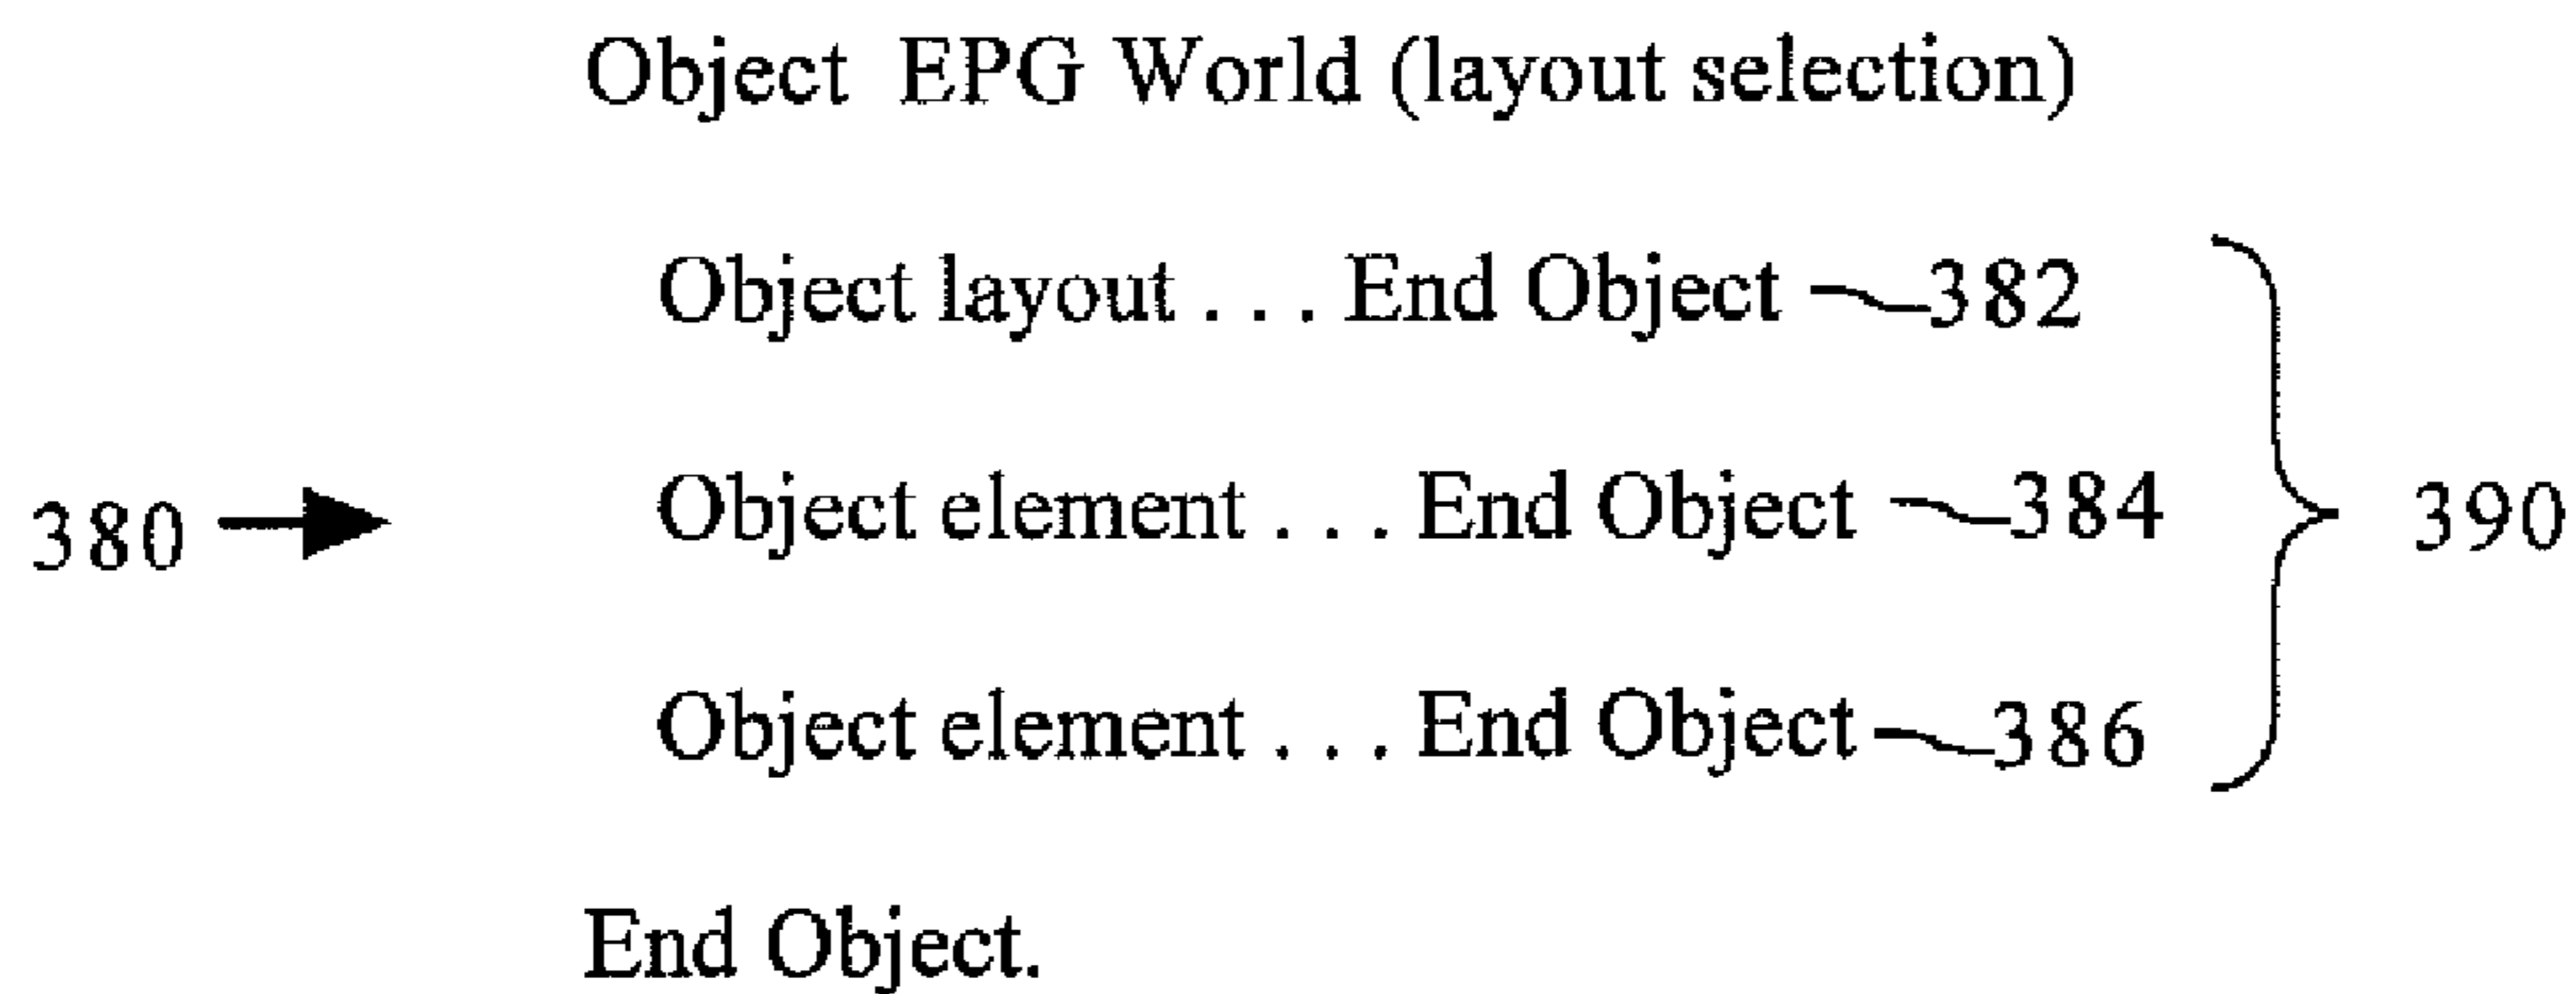 Object EPG World (layout selection)
Object layout . . . End Object 382
380 Object element . . . End Object 384 390
Object element . . . End Object 386
End Object.